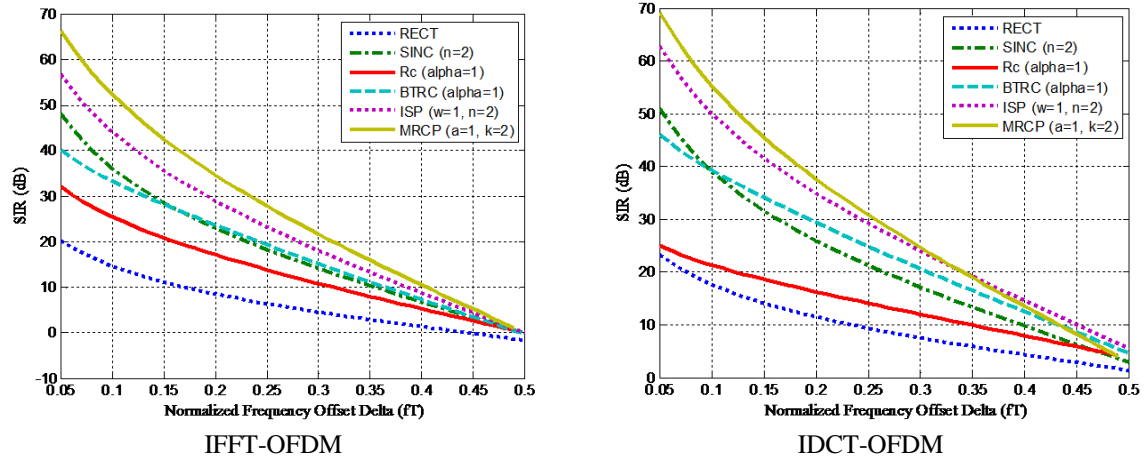 70
60
50
40
30
20
10
0
-10
SIR (dB)
0.05 0.1 0.15 0.2 0.25 0.3 0.35 0.4 0.45 0.5
Normalized Frequency Offset Delta (fT)
RECT
SINC (n=2)
Rc (alpha=1)
BTRC (alpha=1)
ISP (w=1, n=2)
MRCP (a=1, k=2)
IFFT-OFDM
70
60
50
40
30
20
10
0
SIR (dB)
0.05 0.1 0.15 0.2 0.25 0.3 0.35 0.4 0.45 0.5
Normalized Frequency Offset Delta (fT)
RECT
SINC (n=2)
Rc (alpha=1)
BTRC (alpha=1)
ISP (w=1, n=2)
MRCP (a=1, k=2)
IDCT-OFDM